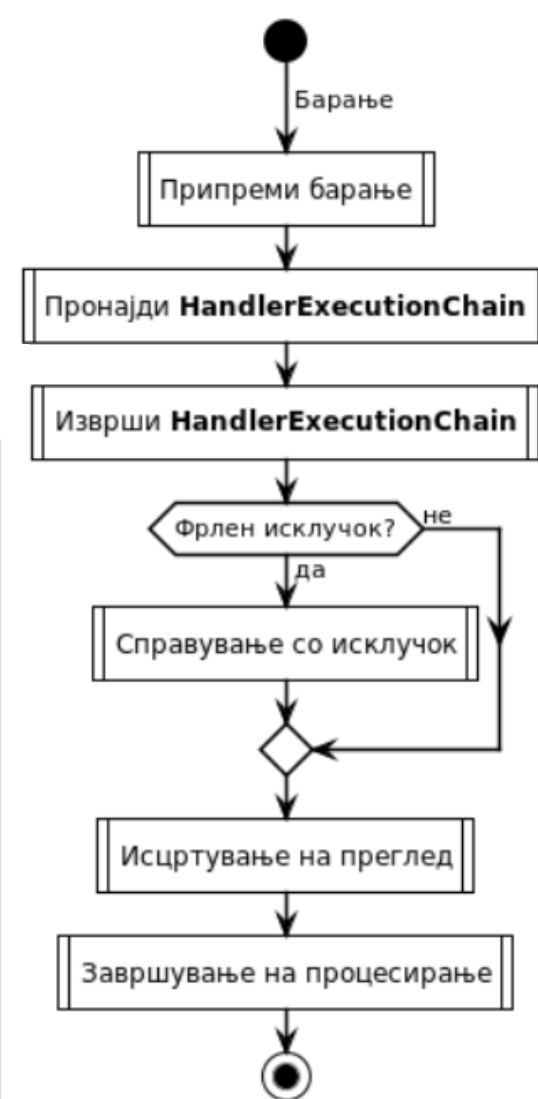 Барање
Припреми барање
Пронајди HandlerExecutionChain
Изврши HandlerExecutionChain
Фрлен исклучок?
не
да
Справување со исклучок
Исцртување на преглед
Завршување на процесирање